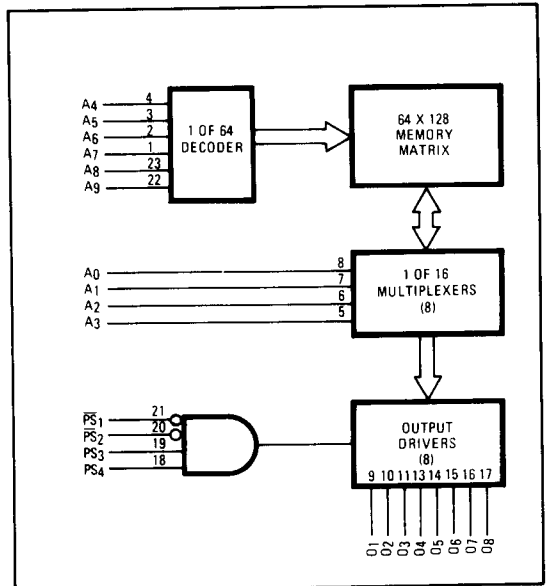 A4 4
A5 3
A6 2
A7 1
A8 23
A9 22
1 OF 64
DECODER
64 X 128
MEMORY
MATRIX
A0 8
A1 7
A2 6
A3 5
1 OF 16
MULTIPLEXERS
(8)
PS1 21
PS2 20
PS3 19
PS4 18
OUTPUT
DRIVERS
(8)
9 10 11 13 14 15 16 17
O1 O2 O3 O4 O5 O6 O7 O8